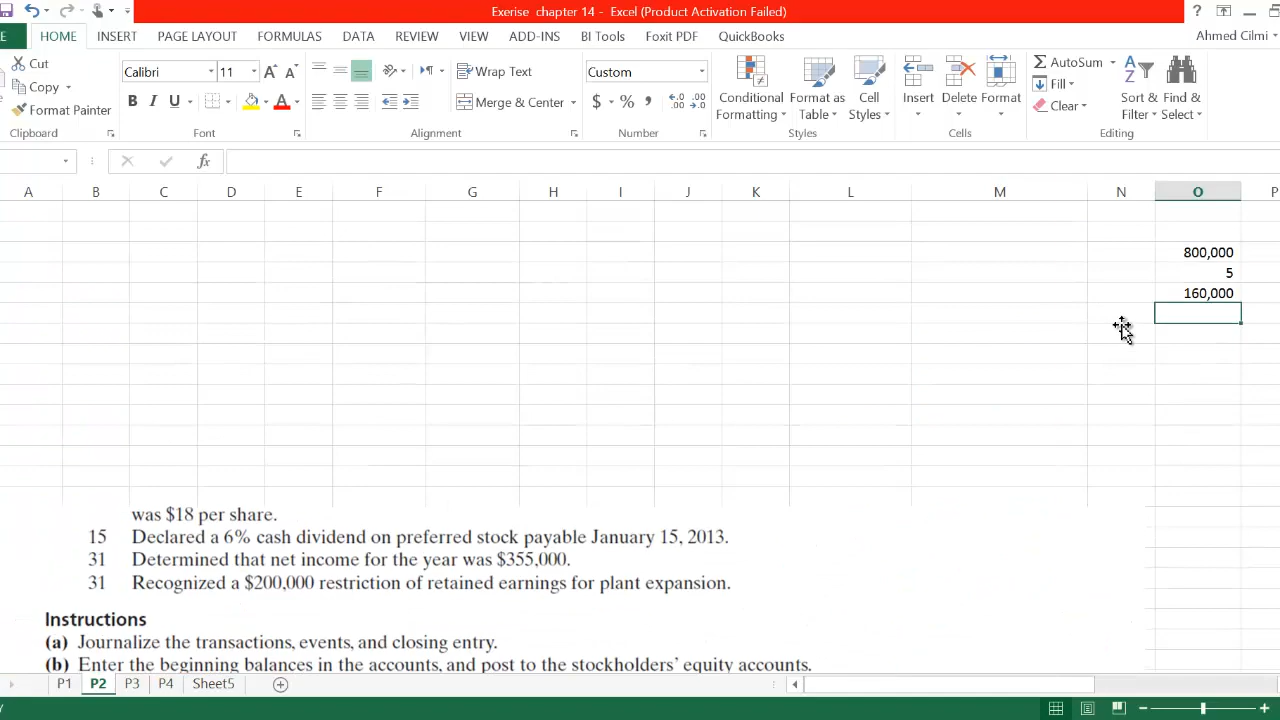 Exerise chapter 14 - Excel (Product Activation Failed)
?
E HOME INSERT PAGE LAYOUT FORMULAS DATA REVIEW VIEW ADD-INS BI Tools Foxit PDF QuickBooks Ahmed Cilmi
Cut
Copy
Format Painter
Clipboard
Calibri 11
B I U
Font
Wrap Text
Merge & Center
Alignment
Custom
$ % ,
Number
Conditional Formatting
Format as Table
Cell Styles
Styles
Insert Delete Format
Cells
AutoSum
Fill
Clear
Sort & Filter
Find & Select
Editing
fx
A B C D E F G H I J K L M N O P
800,000
5
160,000
was $18 per share.
15 Declared a 6% cash dividend on preferred stock payable January 15, 2013.
31 Determined that net income for the year was $355,000.
31 Recognized a $200,000 restriction of retained earnings for plant expansion.
Instructions
(a) Journalize the transactions, events, and closing entry.
(b) Enter the beginning balances in the accounts, and post to the stockholders' equity accounts.
P1 P2 P3 P4 Sheet5